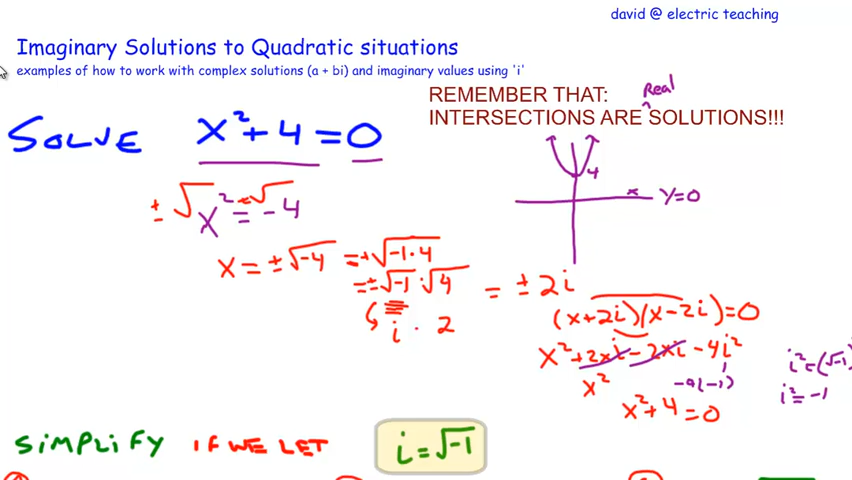 david @ electric teaching
Imaginary Solutions to Quadratic situations
examples of how to work with complex solutions (a + bi) and imaginary values using 'i'
REMEMBER THAT:
Real
INTERSECTIONS ARE ^ SOLUTIONS!!!
SOLVE x² + 4 = 0
4
x y=0
± √x² = √-4
x = ±√-4 = ±√-1·4
= ±√-1 · √4 = ±2i
i · 2
(x+2i)(x-2i)=0
x² + 2xi - 2xi - 4i²
i² = (√-1)
x² -4(-1)
i² = -1
x² + 4 = 0
SIMPLIFY IF WE LET i = √-1